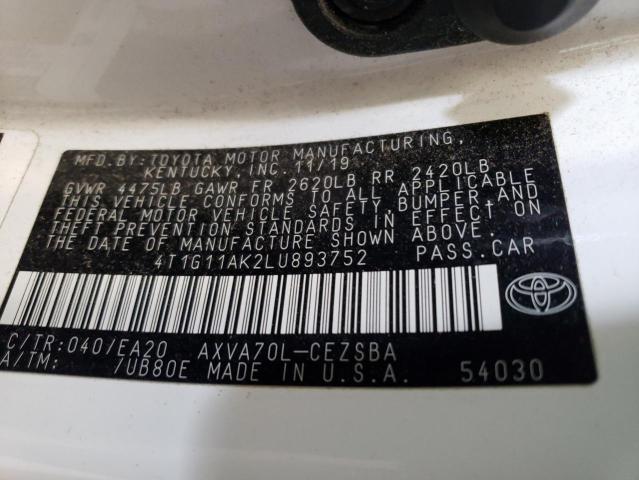 MFD.BY:TOYOTA MOTOR MANUFACTURING,
KENTUCKY, INC. 11/19
GVWR 4475LB GAWR FR 2620LB RR 2420LB
THIS VEHICLE CONFORMS TO ALL APPLICABLE
FEDERAL MOTOR VEHICLE SAFETY, BUMPER,AND
THEFT PREVENTION STANDARDS IN EFFECT ON
THE DATE OF MANUFACTURE SHOWN ABOVE.
4T1G11AK2LU893752 PASS.CAR
C/TR:040/EA20 AXVA70L-CEZSBA
A/TM: /UB80E MADE IN U.S.A. 54030